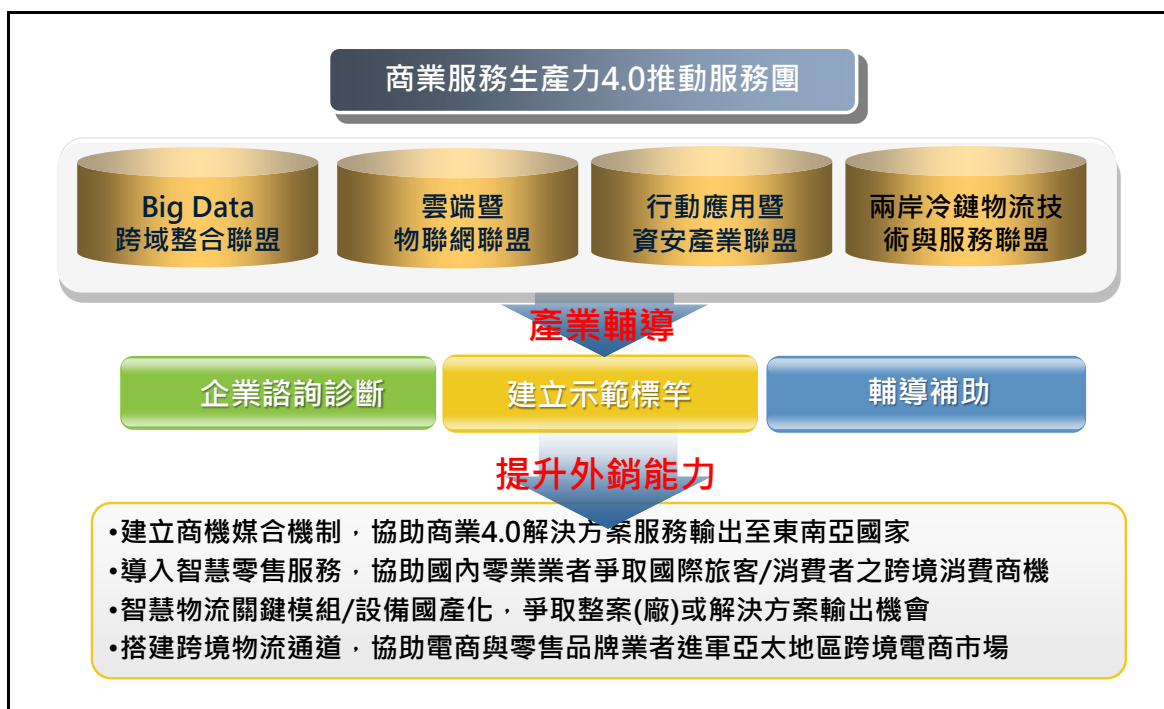 商業服務生產力4.0推動服務團
Big Data
跨域整合聯盟
雲端暨
物聯網聯盟
行動應用暨
資安產業聯盟
兩岸冷鏈物流技
術與服務聯盟
產業輔導
企業諮詢診斷
建立示範標竿
輔導補助
提升外銷能力
•建立商機媒合機制，協助商業4.0解決方案服務輸出至東南亞國家
•導入智慧零售服務，協助國內零業業者爭取國際旅客/消費者之跨境消費商機
•智慧物流關鍵模組/設備國產化，爭取整案(廠)或解決方案輸出機會
•搭建跨境物流通道，協助電商與零售品牌業者進軍亞太地區跨境電商市場